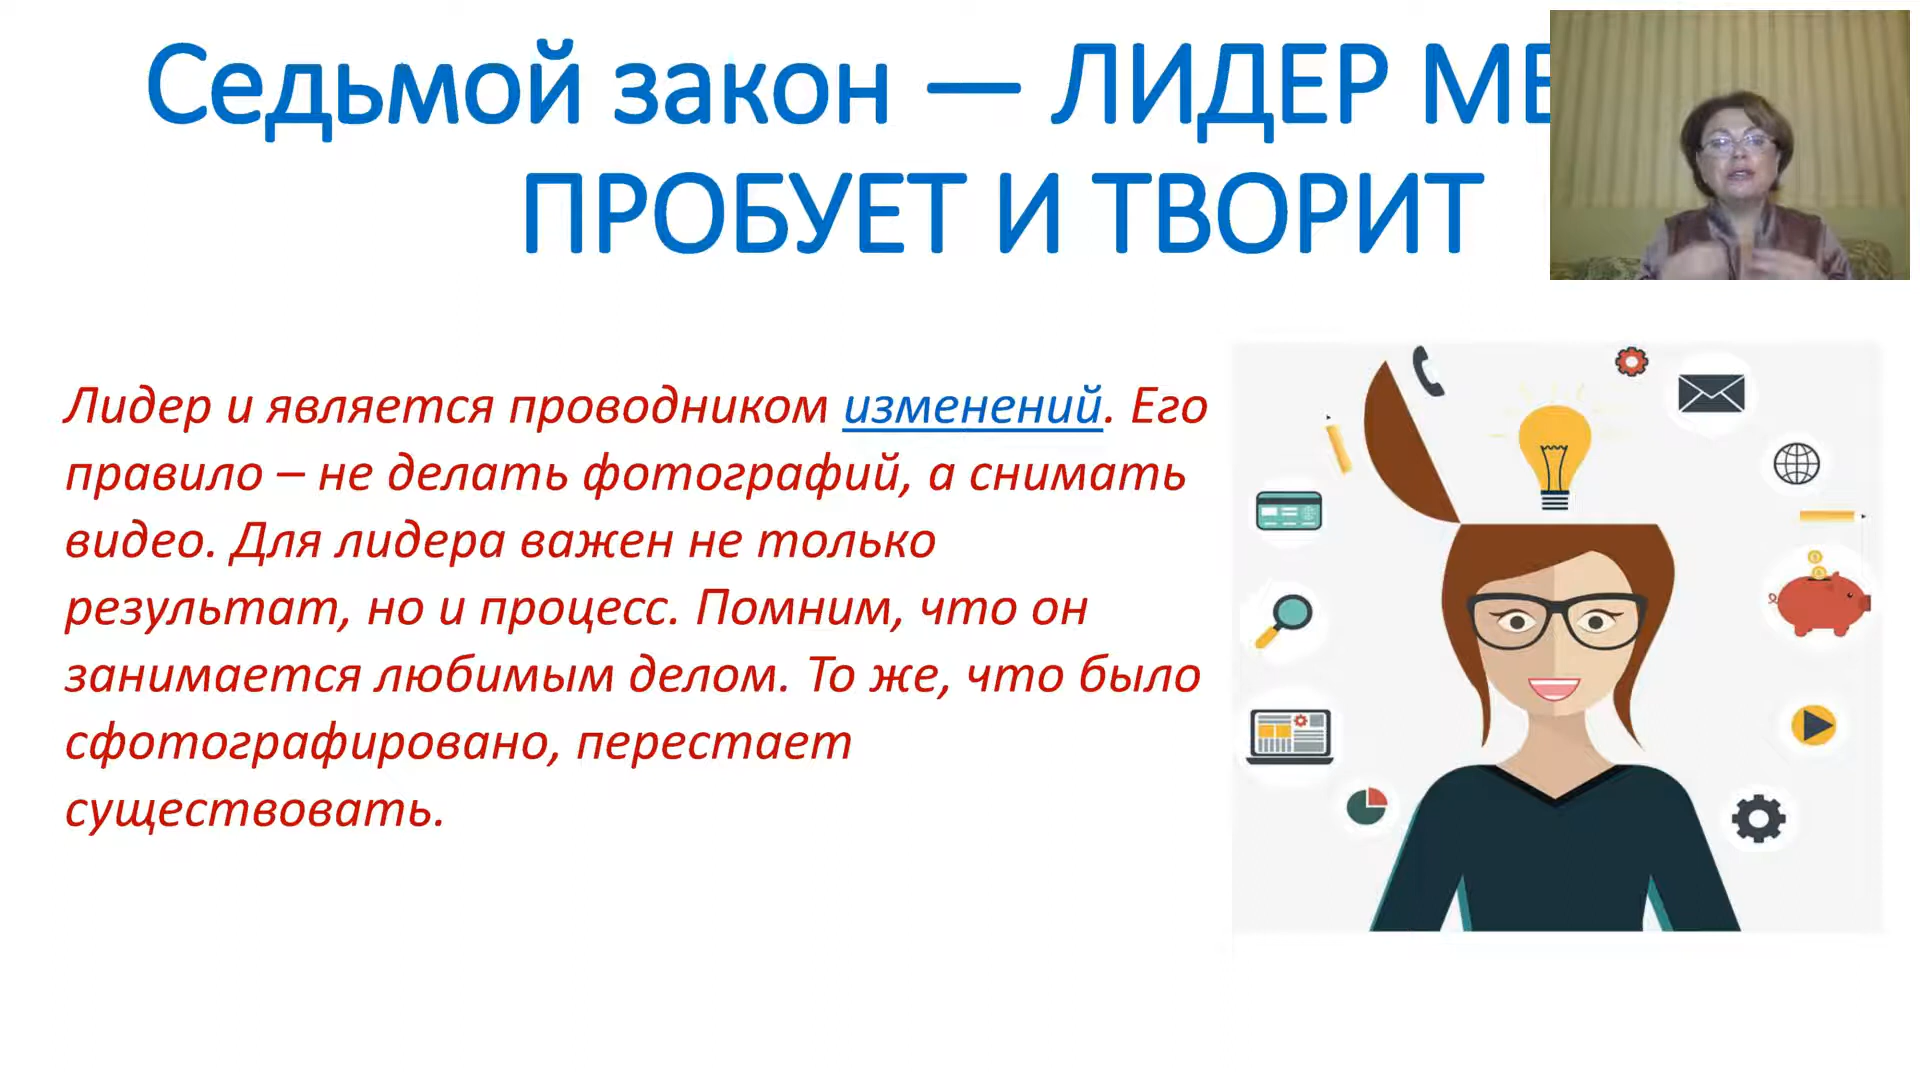 Седьмой закон — ЛИДЕР
ПРОБУЕТ И ТВОРИТ
Лидер и является проводником изменений. Его
правило – не делать фотографий, а снимать
видео. Для лидера важен не только
результат, но и процесс. Помним, что он
занимается любимым делом. То же, что было
сфотографировано, перестает
существовать.